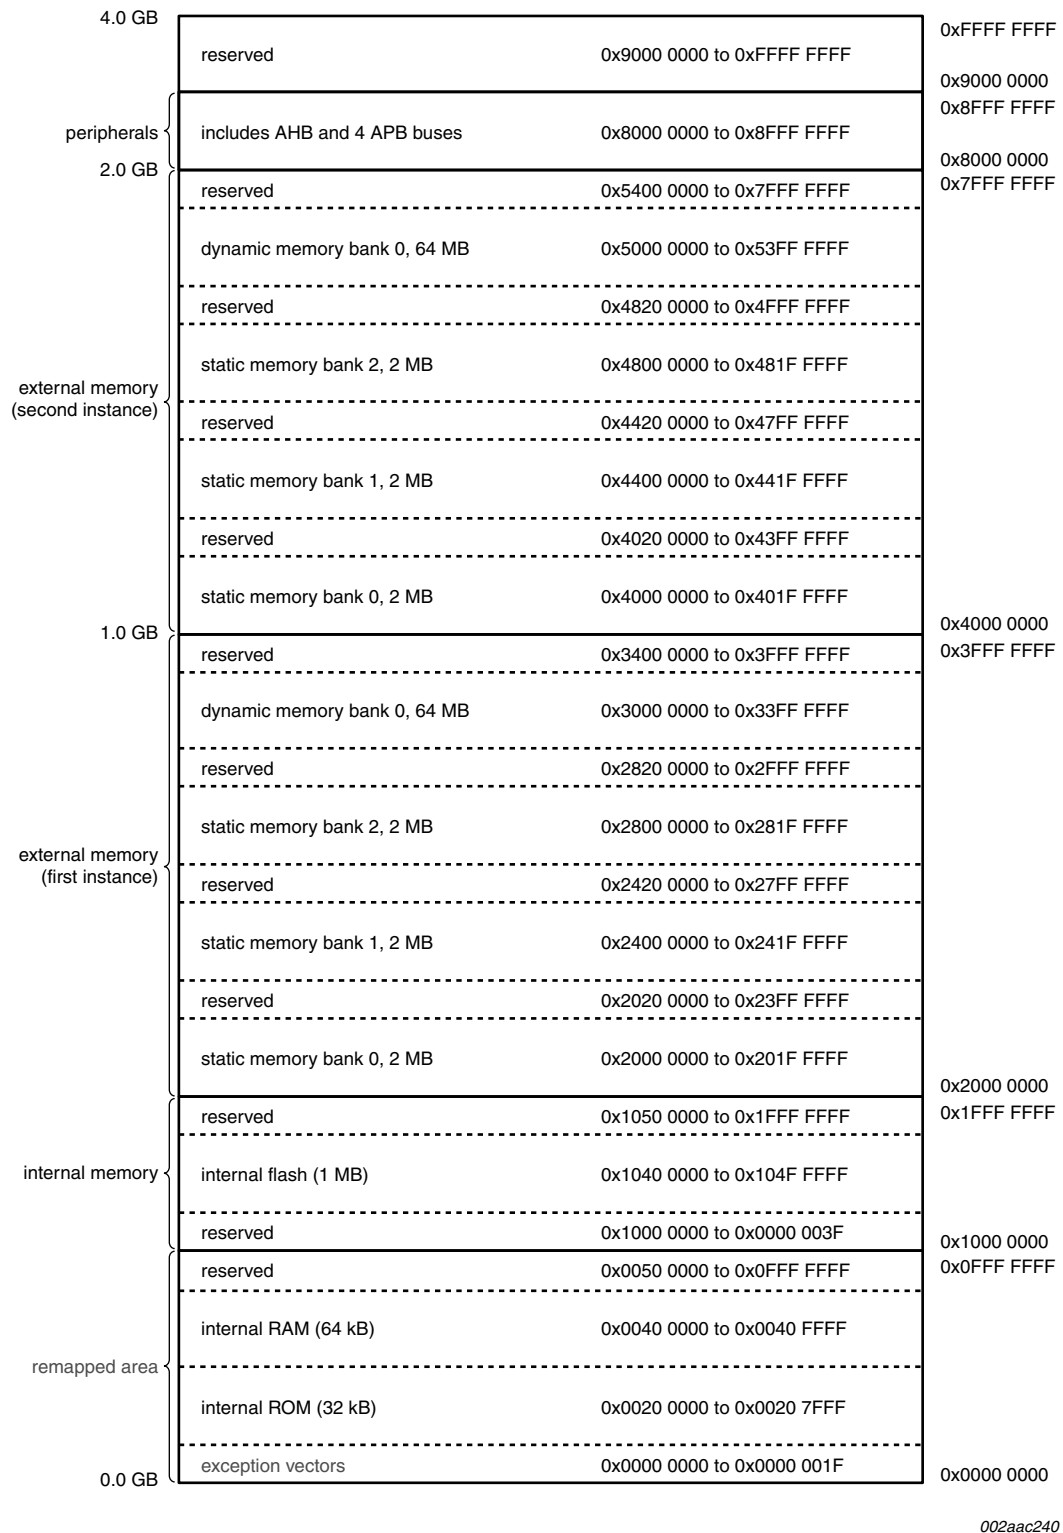 4.0 GB
0xFFFF FFFF
reserved 0x9000 0000 to 0xFFFF FFFF
0x9000 0000
0x8FFF FFFF
peripherals includes AHB and 4 APB buses 0x8000 0000 to 0x8FFF FFFF
0x8000 0000
2.0 GB
0x7FFF FFFF
reserved 0x5400 0000 to 0x7FFF FFFF
dynamic memory bank 0, 64 MB 0x5000 0000 to 0x53FF FFFF
reserved 0x4820 0000 to 0x4FFF FFFF
static memory bank 2, 2 MB 0x4800 0000 to 0x481F FFFF
external memory
(second instance)
reserved 0x4420 0000 to 0x47FF FFFF
static memory bank 1, 2 MB 0x4400 0000 to 0x441F FFFF
reserved 0x4020 0000 to 0x43FF FFFF
static memory bank 0, 2 MB 0x4000 0000 to 0x401F FFFF
0x4000 0000
1.0 GB
0x3FFF FFFF
reserved 0x3400 0000 to 0x3FFF FFFF
dynamic memory bank 0, 64 MB 0x3000 0000 to 0x33FF FFFF
reserved 0x2820 0000 to 0x2FFF FFFF
static memory bank 2, 2 MB 0x2800 0000 to 0x281F FFFF
external memory
(first instance)
reserved 0x2420 0000 to 0x27FF FFFF
static memory bank 1, 2 MB 0x2400 0000 to 0x241F FFFF
reserved 0x2020 0000 to 0x23FF FFFF
static memory bank 0, 2 MB 0x2000 0000 to 0x201F FFFF
0x2000 0000
0x1FFF FFFF
reserved 0x1050 0000 to 0x1FFF FFFF
internal memory internal flash (1 MB) 0x1040 0000 to 0x104F FFFF
reserved 0x1000 0000 to 0x0000 003F
0x1000 0000
0x0FFF FFFF
reserved 0x0050 0000 to 0x0FFF FFFF
internal RAM (64 kB) 0x0040 0000 to 0x0040 FFFF
remapped area
internal ROM (32 kB) 0x0020 0000 to 0x0020 7FFF
exception vectors 0x0000 0000 to 0x0000 001F
0.0 GB 0x0000 0000
002aac240